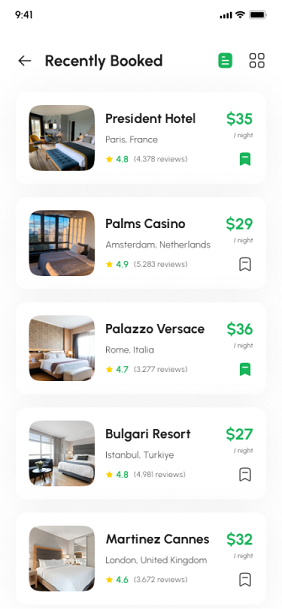 9:41
Recently Booked
President Hotel
$35
Paris, France
/ night
4.8 (4.378 reviews)
Palms Casino
$29
Amsterdam, Netherlands
/ night
4.9 (5.283 reviews)
Palazzo Versace
$36
Rome, Italia
/ night
4.7 (3.277 reviews)
Bulgari Resort
$27
Istanbul, Turkiye
/ night
4.8 (4.981 reviews)
Martinez Cannes
$32
London, United Kingdom
/ night
4.6 (3.672 reviews)